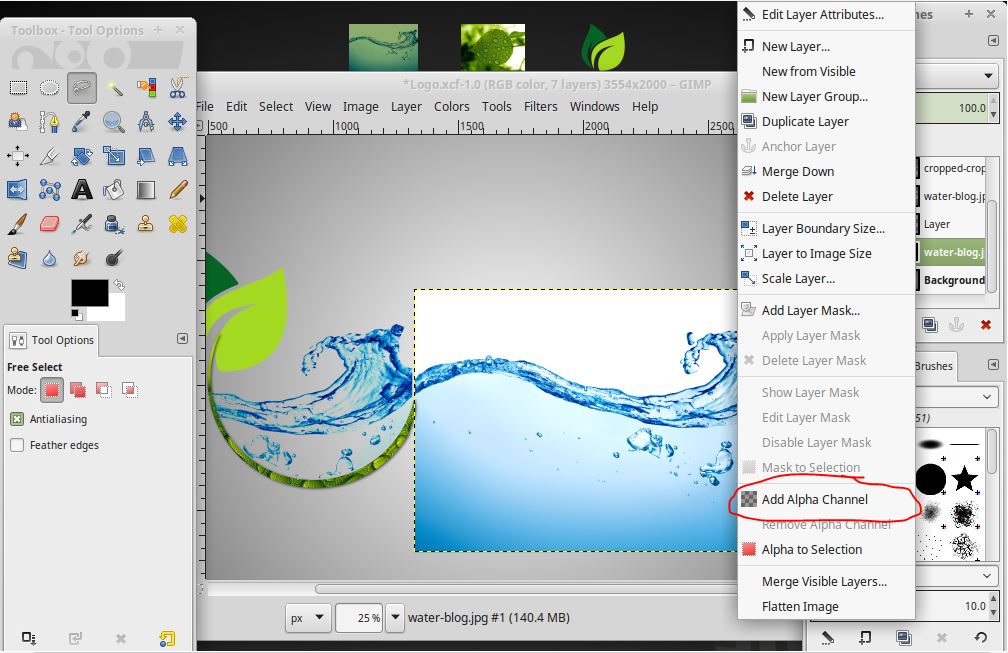 Toolbox - Tool Options
*Logo.xcf-1.0 (RGB color, 7 layers) 3554x2000 – GIMP
File Edit Select View Image Layer Colors Tools Filters Windows Help
500 1000 1500 2000 2500
Free Select
Tool Options
Mode:
Antialiasing
Feather edges
px 25 % water-blog.jpg #1 (140.4 MB)
Edit Layer Attributes...
New Layer...
New from Visible
New Layer Group...
Duplicate Layer
Anchor Layer
Merge Down
Delete Layer
Layer Boundary Size...
Layer to Image Size
Scale Layer...
Add Layer Mask...
Apply Layer Mask
Delete Layer Mask
Show Layer Mask
Edit Layer Mask
Disable Layer Mask
Mask to Selection
Add Alpha Channel
Remove Alpha Channel
Alpha to Selection
Merge Visible Layers...
Flatten Image
100.0
cropped-crop
water-blog.jp
Layer
water-blog.j
Background
Brushes
51)
10.0